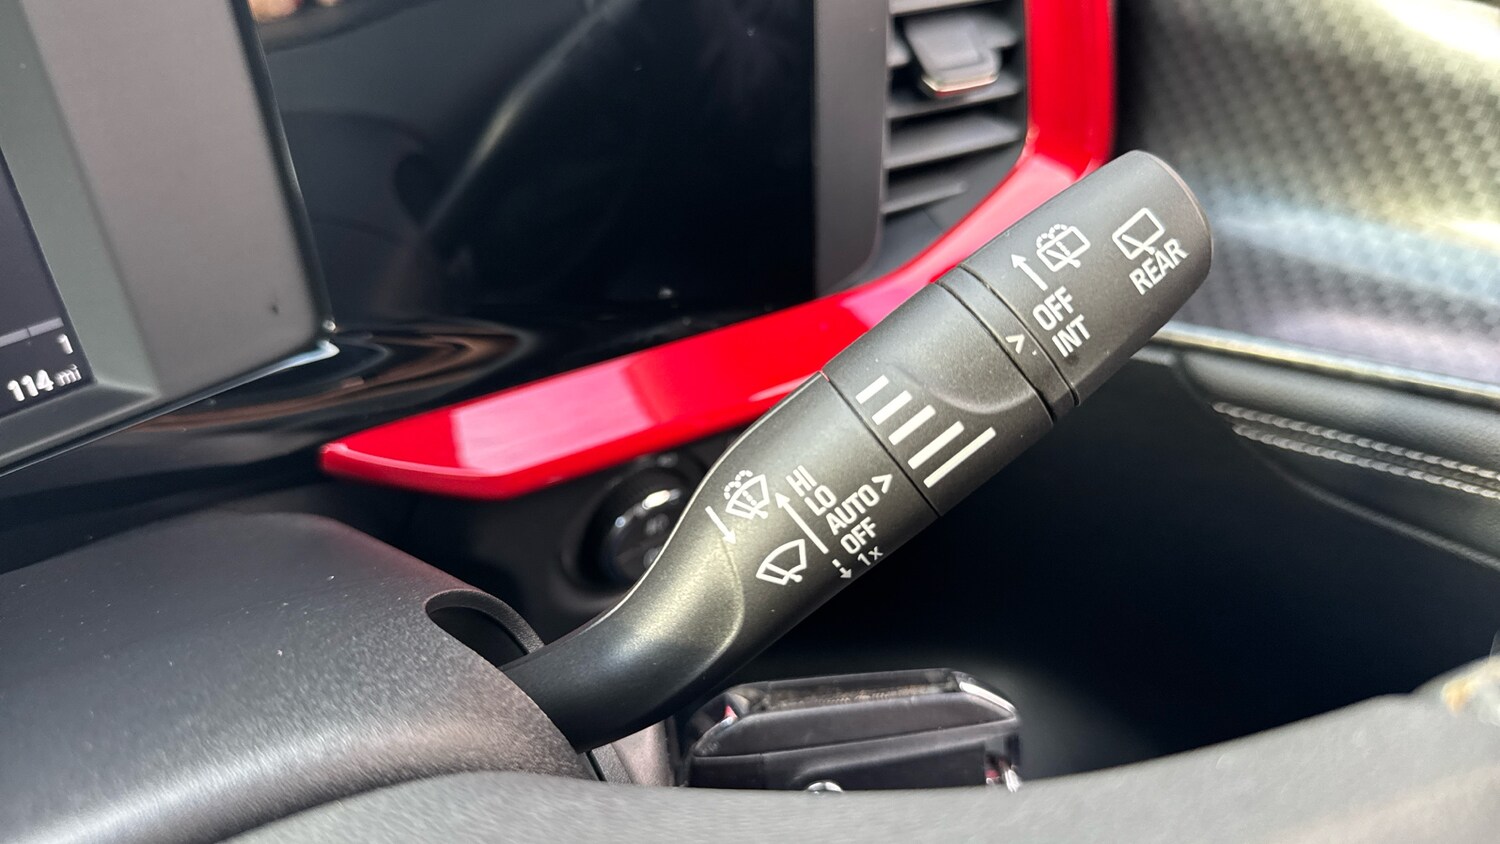 1
114 mi
HI
LO
AUTO >
OFF
1x
>
OFF
INT
REAR